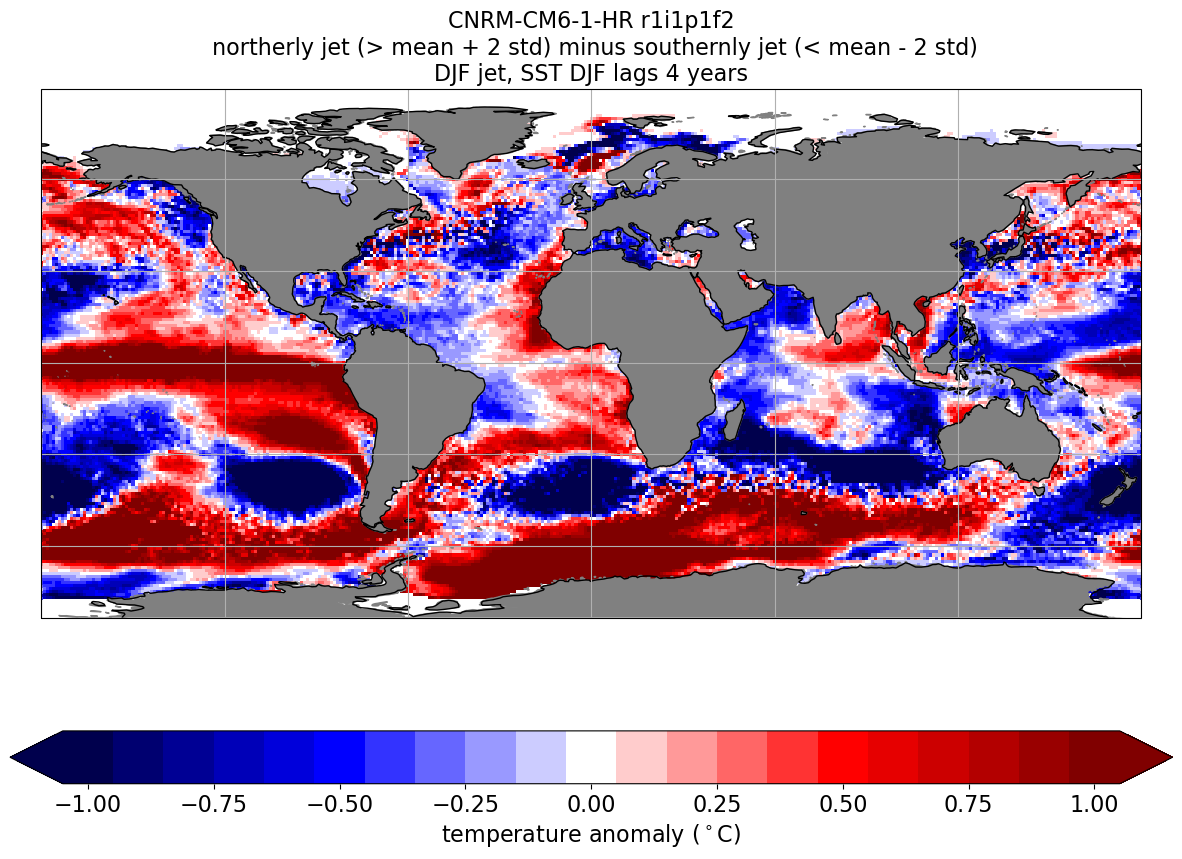 CNRM-CM6-1-HR r1i1p1f2
northerly jet (> mean + 2 std) minus southernly jet (< mean - 2 std)
DJF jet, SST DJF lags 4 years
−1.00 −0.75 −0.50 −0.25 0.00 0.25 0.50 0.75 1.00
temperature anomaly (°C)